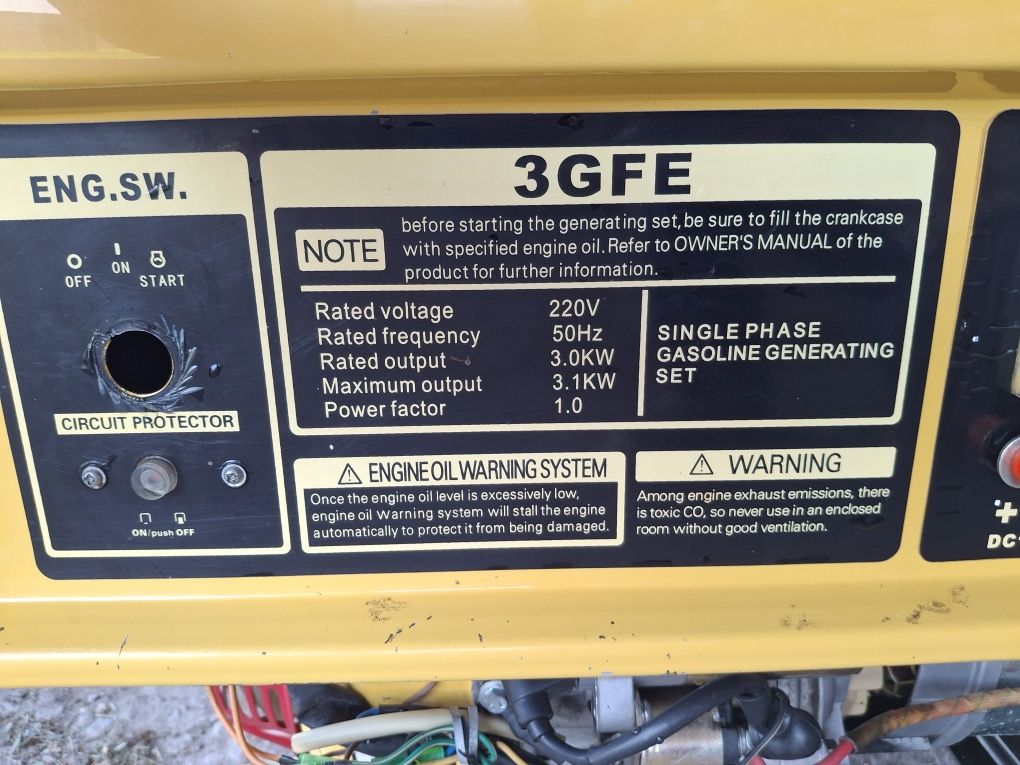 ENG.SW.
OFF
ON
START
CIRCUIT PROTECTOR
ON/push OFF
3GFE
NOTE
before starting the generating set, be sure to fill the crankcase
with specified engine oil. Refer to OWNER'S MANUAL of the
product for further information.
Rated voltage 220V
Rated frequency 50Hz
Rated output 3.0KW
Maximum output 3.1KW
Power factor 1.0
SINGLE PHASE
GASOLINE GENERATING
SET
ENGINE OIL WARNING SYSTEM
Once the engine oil level is excessively low,
engine oil warning system will stall the engine
automatically to protect it from being damaged.
WARNING
Among engine exhaust emissions, there
is toxic CO, so never use in an enclosed
room without good ventilation.
+